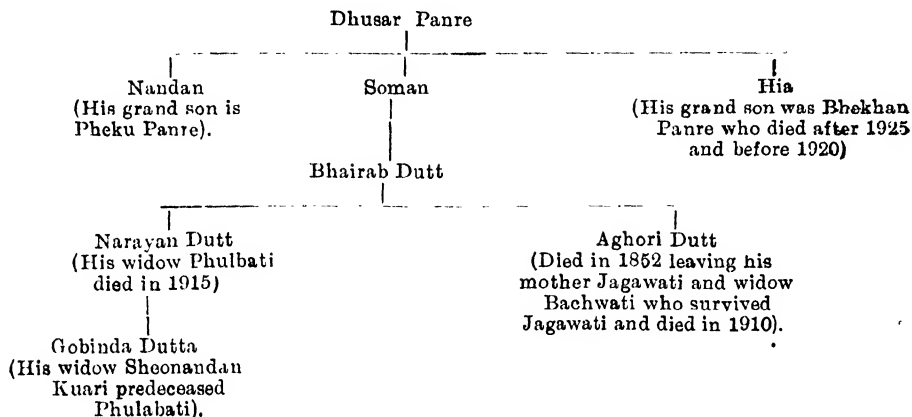 Dhusar Panre
Nandan
(His grand son is
Pheku Panre).
Soman
Hia
(His grand son was Bhekhan
Panre who died after 1925
and before 1920)
Bhairab Dutt
Narayan Dutt
(His widow Phulbati
died in 1915)
Aghori Dutt
(Died in 1852 leaving his
mother Jagawati and widow
Bachwati who survived
Jagawati and died in 1910).
Gobinda Dutta
(His widow Sheonandan
Kuari predeceased
Phulabati).